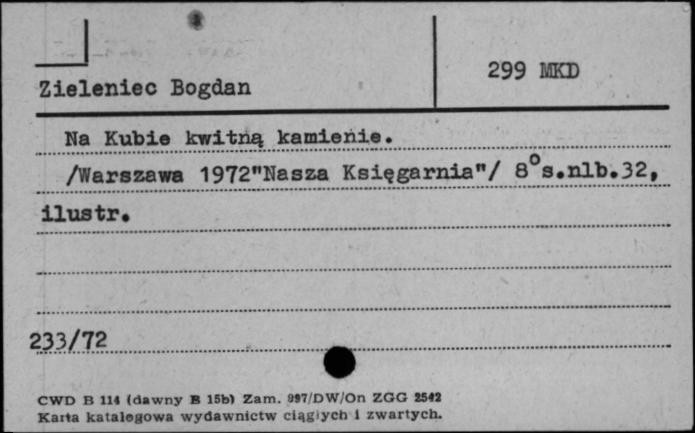 299 MKD
Zieleniec Bogdan
Na Kubie kwitną kamienie.
/Warszawa 1972"Nasza Księgarnia"/ 8°s.nlb.32,
ilustr.
233/72
CWD B 114 (dawny B 15b) Zam. 997/DW/On ZGG 2542
Karta katalogowa wydawnictw ciągłych i zwartych.